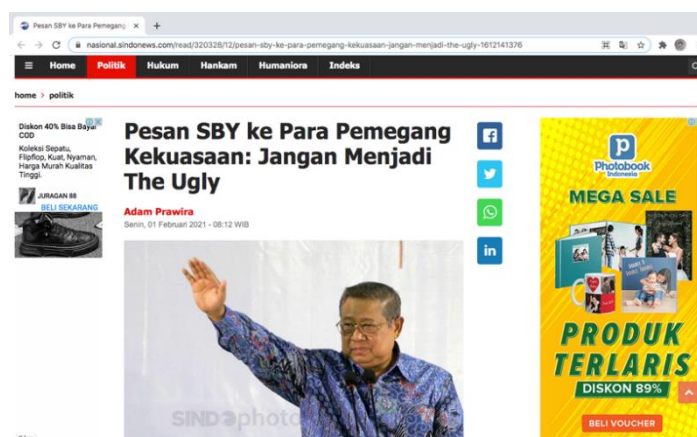 Pesan SBY ke Para Pemegang
nasional.sindonews.com/read/320328/12/pesan-sby-ke-para-pemegang-kekuasaan-jangan-menjadi-the-ugly-1612141376
Home Politik Hukum Hankam Humaniora Indeks
home > politik
Diskon 40% Bisa Bayar
COD
Koleksi Sepatu,
Flipflop, Kuat, Nyaman,
Harga Murah Kualitas
Tinggi.
JURAGAN 88
BELI SEKARANG
Pesan SBY ke Para Pemegang
Kekuasaan: Jangan Menjadi
The Ugly
Adam Prawira
Senin, 01 Februari 2021 - 08:12 WIB
SINDOphoto
in
Photobook
Indonesia
MEGA SALE
PRODUK
TERLARIS
DISKON 89%
BELI VOUCHER